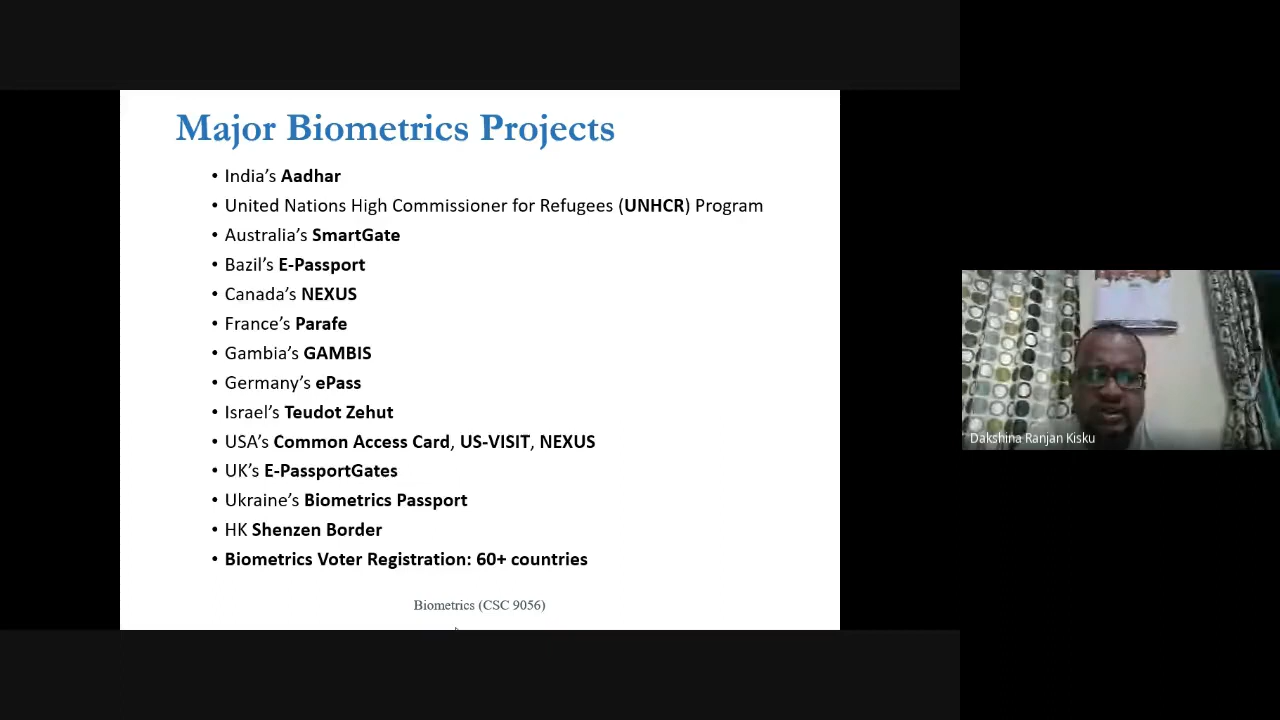 Major Biometrics Projects
• India's Aadhar
• United Nations High Commissioner for Refugees (UNHCR) Program
• Australia's SmartGate
• Bazil's E-Passport
• Canada's NEXUS
• France's Parafe
• Gambia's GAMBIS
• Germany's ePass
• Israel's Teudot Zehut
• USA's Common Access Card, US-VISIT, NEXUS
• UK's E-PassportGates
• Ukraine's Biometrics Passport
• HK Shenzen Border
• Biometrics Voter Registration: 60+ countries
Biometrics (CSC 9056)
Dakshina Ranjan Kisku